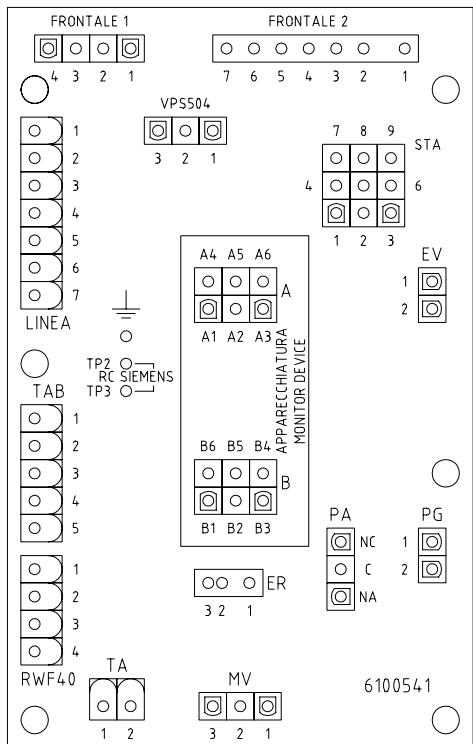 FRONTALE 1
FRONTALE 2
4 3 2 1
7 6 5 4 3 2 1
VPS504
3 2 1
1
2
3
4
5
6
7
LINEA
7 8 9
STA
4 6
1 2 3
EV
1
2
A4 A5 A6
A
A1 A2 A3
APPARECCHIATURA
MONITOR DEVICE
B6 B5 B4
B
B1 B2 B3
TP2
RC SIEMENS
TP3
TAB
1
2
3
4
5
PA
NC
C
NA
PG
1
2
1
2
3
4
RWF40
ER
3 2 1
TA
1 2
MV
3 2 1
6100541